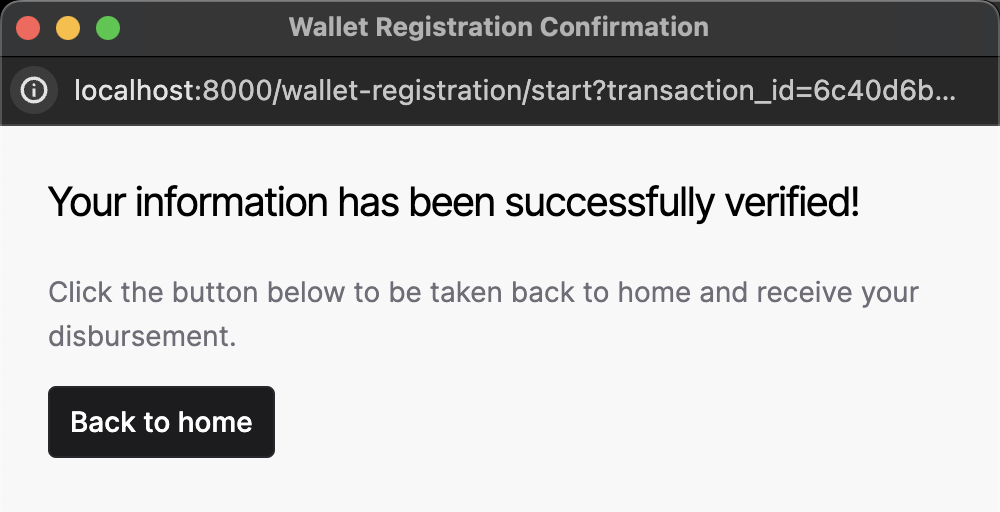 Wallet Registration Confirmation
localhost:8000/wallet-registration/start?transaction_id=6c40d6b...
Your information has been successfully verified!
Click the button below to be taken back to home and receive your
disbursement.
Back to home